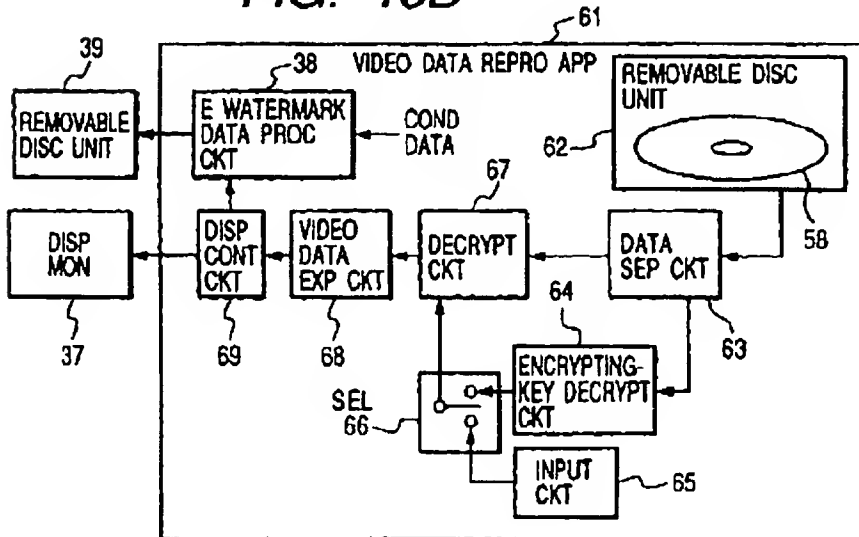 61
39
38
VIDEO DATA REPRO APP
REMOVABLE DISC
UNIT
REMOVABLE
DISC UNIT
E WATERMARK
DATA PROC
CKT
COND
DATA
62
58
67
DISP
MON
DISP
CONT
CKT
VIDEO
DATA
EXP CKT
DECRYPT
CKT
DATA
SEP CKT
37
69
68
64
63
ENCRYPTING-
KEY DECRYPT
CKT
SEL
66
INPUT
CKT
65